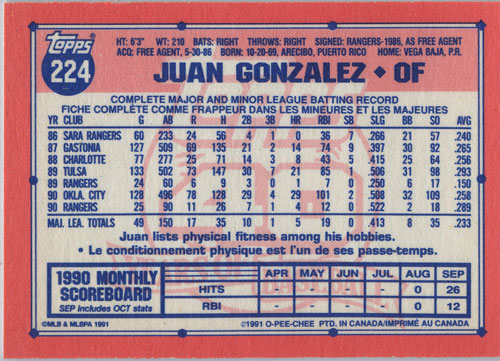 topps
224
HT: 6'3" WT: 210 BATS: RIGHT THROWS: RIGHT SIGNED: RANGERS-1986, AS FREE AGENT
ACQ: FREE AGENT, 5-30-86 BORN: 10-20-69, ARECIBO, PUERTO RICO HOME: VEGA BAJA, P.R.
JUAN GONZALEZ • OF
COMPLETE MAJOR AND MINOR LEAGUE BATTING RECORD
FICHE COMPLÈTE COMME FRAPPEUR DANS LES MINEURES ET LES MAJEURES
YR CLUB G AB R H 2B 3B HR RBI SB SLG BB SO AVG
86 SARA RANGERS 60 233 24 56 4 1 0 36 7 .266 21 57 .240
87 GASTONIA 127 509 69 135 21 2 14 74 9 .397 30 92 .265
88 CHARLOTTE 77 277 25 71 14 3 8 43 5 .415 25 64 .256
89 TULSA 133 502 73 147 30 7 21 85 1 .506 31 98 .293
89 RANGERS 24 60 6 9 3 0 1 7 0 .250 6 17 .150
90 OKLA. CITY 128 496 78 128 29 4 29 101 2 .508 32 109 .258
90 RANGERS 25 90 11 26 7 1 4 12 0 .522 2 18 .289
MAJ. LEA. TOTALS 49 150 17 35 10 1 5 19 0 .413 8 35 .233
Juan lists physical fitness among his hobbies.
• Le conditionnement physique est l'un de ses passe-temps.
1990 MONTHLY SCOREBOARD
SEP includes OCT stats
APR MAY JUN JUL AUG SEP
HITS - - - - 0 26
RBI - - - - 0 12
©MLB & MLBPA 1991 ©1991 O-PEE-CHEE PTD. IN CANADA/IMPRIMÉ AU CANADA